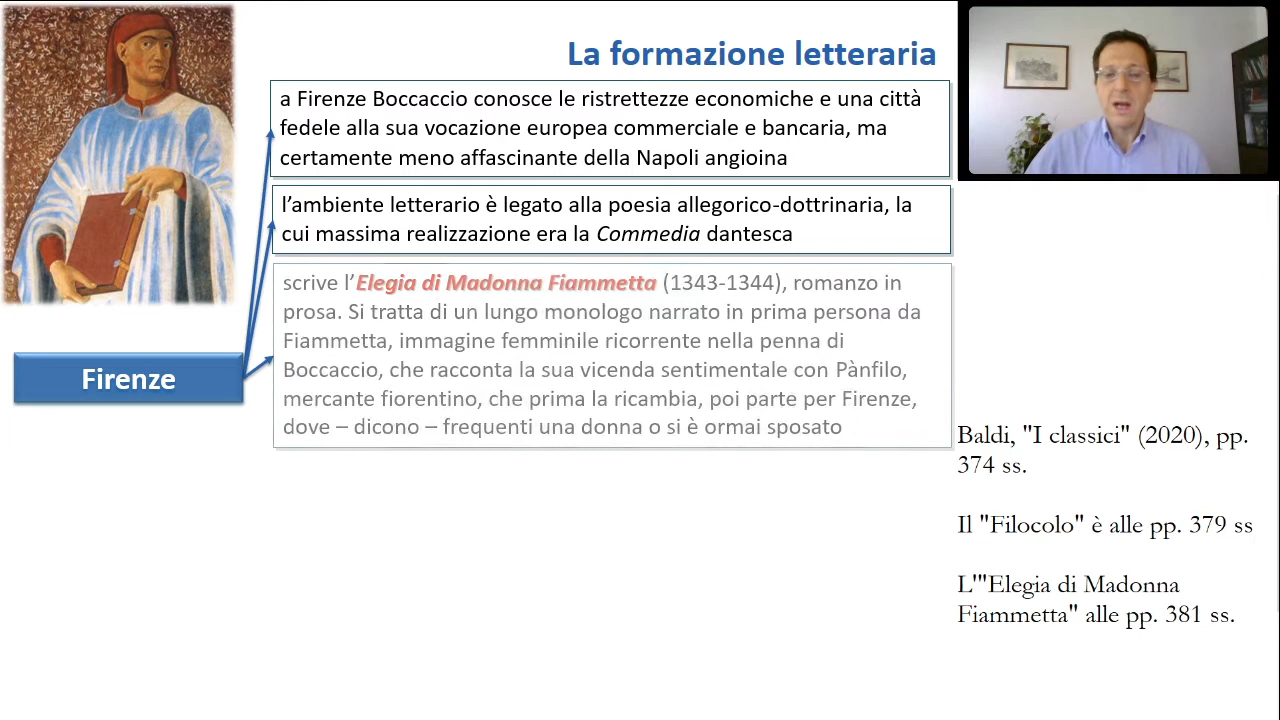 La formazione letteraria
a Firenze Boccaccio conosce le ristrettezze economiche e una città
fedele alla sua vocazione europea commerciale e bancaria, ma
certamente meno affascinante della Napoli angioina
l’ambiente letterario è legato alla poesia allegorico-dottrinaria, la
cui massima realizzazione era la Commedia dantesca
scrive l’Elegia di Madonna Fiammetta (1343-1344), romanzo in
prosa. Si tratta di un lungo monologo narrato in prima persona da
Fiammetta, immagine femminile ricorrente nella penna di
Boccaccio, che racconta la sua vicenda sentimentale con Pànfilo,
mercante fiorentino, che prima la ricambia, poi parte per Firenze,
dove – dicono – frequenti una donna o si è ormai sposato
Firenze
Baldi, "I classici" (2020), pp.
374 ss.
Il "Filocolo" è alle pp. 379 ss
L'"Elegia di Madonna
Fiammetta" alle pp. 381 ss.